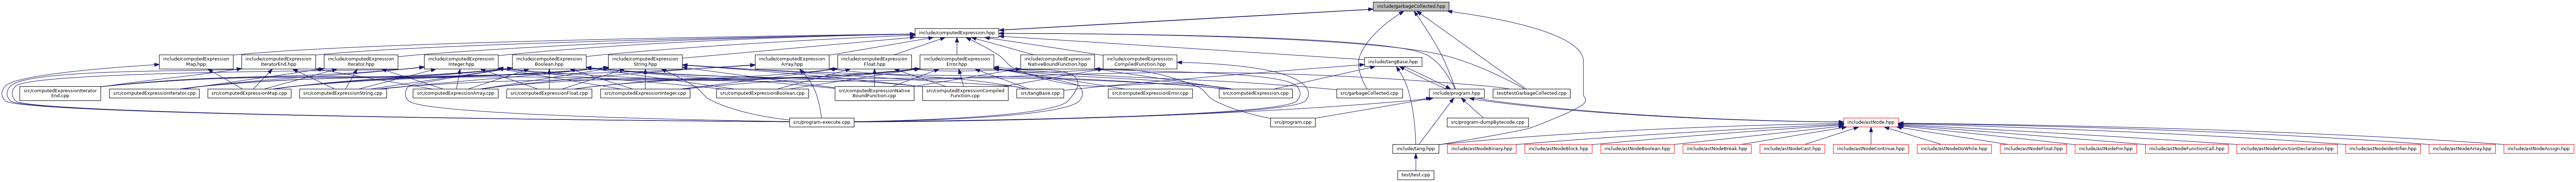 include/garbageCollected.hpp
include/computedExpression.hpp
include/computedExpression
Map.hpp
include/computedExpression
IteratorEnd.hpp
include/computedExpression
Iterator.hpp
include/computedExpression
Integer.hpp
include/computedExpression
Boolean.hpp
include/computedExpression
String.hpp
include/computedExpression
Array.hpp
include/computedExpression
Float.hpp
include/computedExpression
Error.hpp
include/computedExpression
NativeBoundFunction.hpp
include/computedExpression
CompiledFunction.hpp
include/tangBase.hpp
src/computedExpressionIterator
End.cpp
src/computedExpressionIterator.cpp
src/computedExpressionMap.cpp
src/computedExpressionString.cpp
src/computedExpressionArray.cpp
src/computedExpressionFloat.cpp
src/computedExpressionInteger.cpp
src/computedExpressionBoolean.cpp
src/computedExpressionNative
BoundFunction.cpp
src/computedExpressionCompiled
Function.cpp
src/tangBase.cpp
src/computedExpressionError.cpp
src/computedExpression.cpp
src/garbageCollected.cpp
include/program.hpp
test/testGarbageCollected.cpp
src/program-execute.cpp
src/program.cpp
src/program-dumpBytecode.cpp
include/astNode.hpp
include/tang.hpp
include/astNodeBinary.hpp
include/astNodeBlock.hpp
include/astNodeBoolean.hpp
include/astNodeBreak.hpp
include/astNodeCast.hpp
include/astNodeContinue.hpp
include/astNodeDoWhile.hpp
include/astNodeFloat.hpp
include/astNodeFor.hpp
include/astNodeFunctionCall.hpp
include/astNodeFunctionDeclaration.hpp
include/astNodeIdentifier.hpp
include/astNodeArray.hpp
include/astNodeAssign.hpp
test/test.cpp